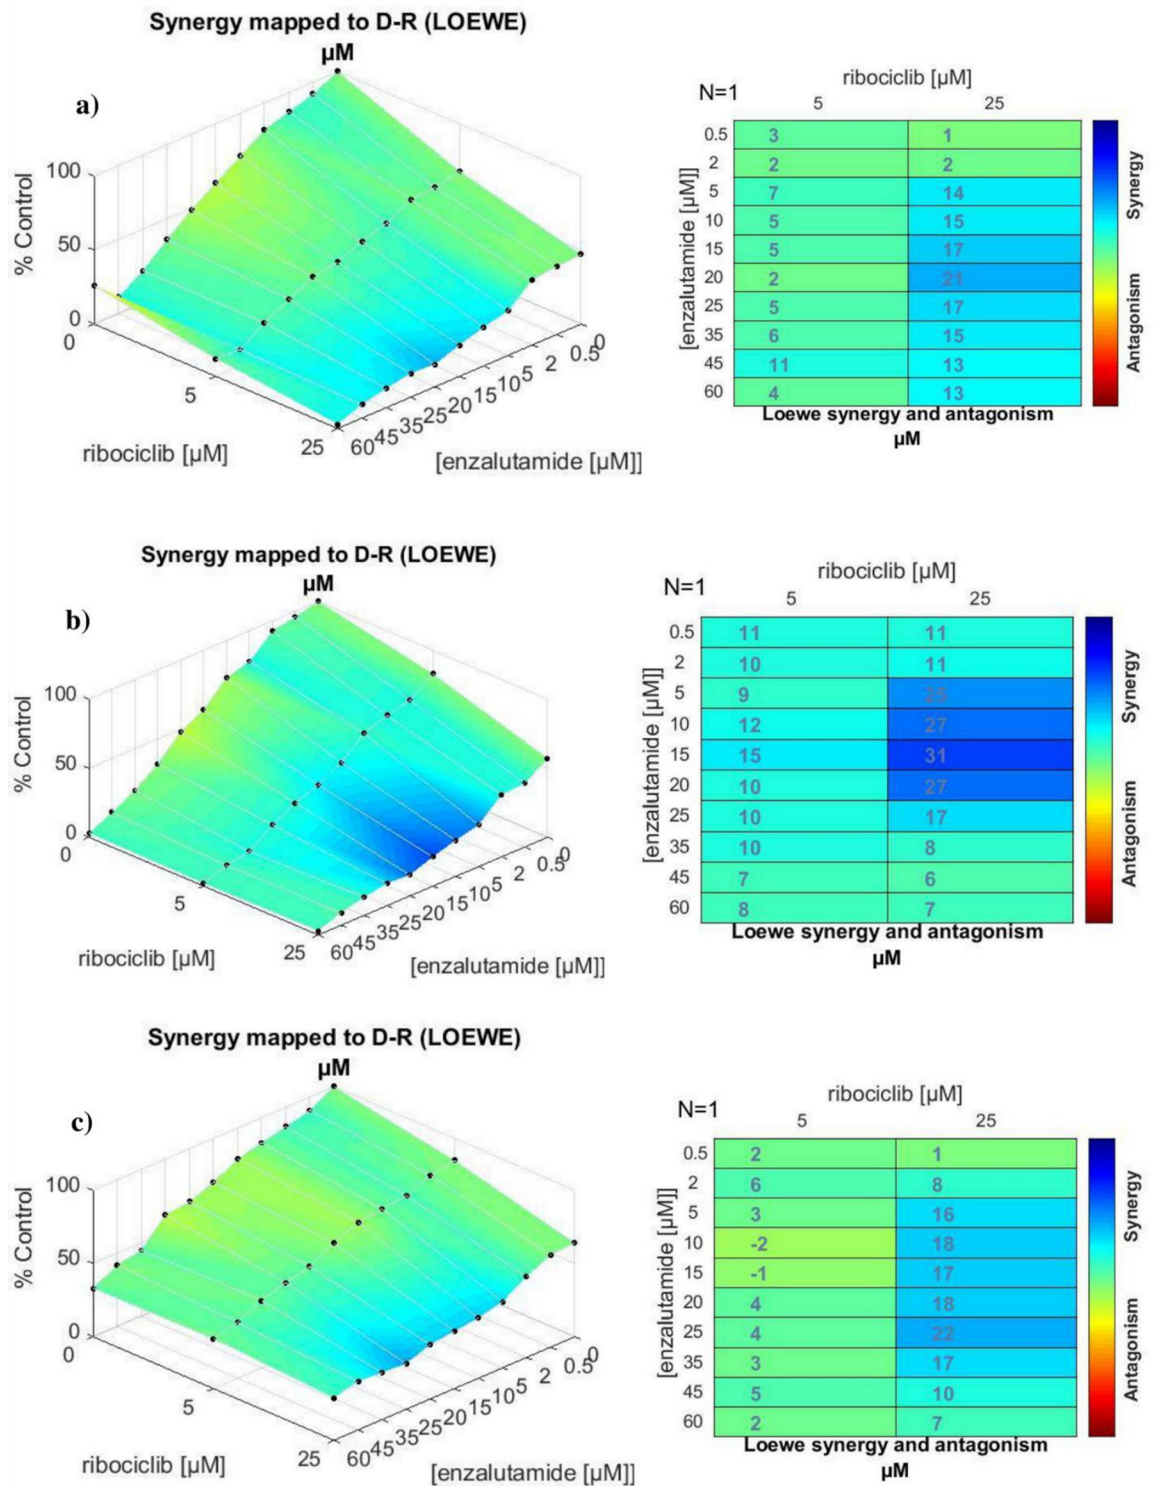 Synergy mapped to D-R (LOEWE)
µM
a)
% Control
100
50
0
0
5
25
ribociclib [µM]
60 45 35 25 20 15 10 5 2 0.5 0
[enzalutamide [µM]]
N=1
ribociclib [µM]
5 25
[enzalutamide [µM]]
0.5 3 1
2 2 2
5 7 14
10 5 15
15 5 17
20 2 21
25 5 17
35 6 15
45 11 13
60 4 13
Loewe synergy and antagonism
µM
Synergy
Antagonism
Synergy mapped to D-R (LOEWE)
µM
b)
% Control
100
50
0
0
5
25
ribociclib [µM]
60 45 35 25 20 15 10 5 2 0.5 0
[enzalutamide [µM]]
N=1
ribociclib [µM]
5 25
[enzalutamide [µM]]
0.5 11 11
2 10 11
5 9 25
10 12 27
15 15 31
20 10 27
25 10 17
35 10 8
45 7 6
60 8 7
Loewe synergy and antagonism
µM
Synergy
Antagonism
Synergy mapped to D-R (LOEWE)
µM
c)
% Control
100
50
0
0
5
25
ribociclib [µM]
60 45 35 25 20 15 10 5 2 0.5 0
[enzalutamide [µM]]
N=1
ribociclib [µM]
5 25
[enzalutamide [µM]]
0.5 2 1
2 6 8
5 3 16
10 -2 18
15 -1 17
20 4 18
25 4 22
35 3 17
45 5 10
60 2 7
Loewe synergy and antagonism
µM
Synergy
Antagonism